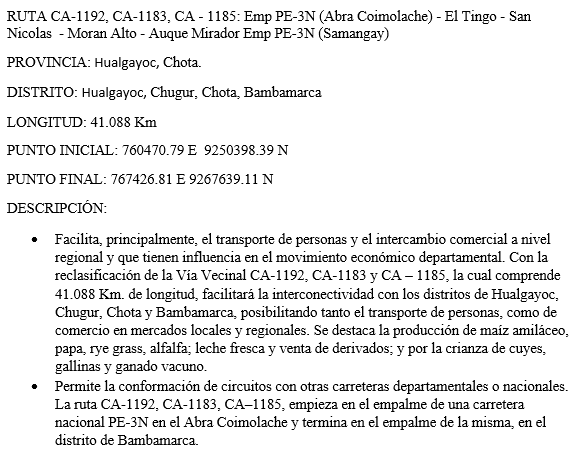 RUTA CA-1192, CA-1183, CA - 1185: Emp PE-3N (Abra Coimolache) - El Tingo - San
Nicolas - Moran Alto - Auque Mirador Emp PE-3N (Samangay)
PROVINCIA: Hualgayoc, Chota.
DISTRITO: Hualgayoc, Chugur, Chota, Bambamarca
LONGITUD: 41.088 Km
PUNTO INICIAL: 760470.79 E 9250398.39 N
PUNTO FINAL: 767426.81 E 9267639.11 N
DESCRIPCIÓN:
• Facilita, principalmente, el transporte de personas y el intercambio comercial a nivel
regional y que tienen influencia en el movimiento económico departamental. Con la
reclasificación de la Vía Vecinal CA-1192, CA-1183 y CA – 1185, la cual comprende
41.088 Km. de longitud, facilitará la interconectividad con los distritos de Hualgayoc,
Chugur, Chota y Bambamarca, posibilitando tanto el transporte de personas, como de
comercio en mercados locales y regionales. Se destaca la producción de maíz amiláceo,
papa, rye grass, alfalfa; leche fresca y venta de derivados; y por la crianza de cuyes,
gallinas y ganado vacuno.
• Permite la conformación de circuitos con otras carreteras departamentales o nacionales.
La ruta CA-1192, CA-1183, CA–1185, empieza en el empalme de una carretera
nacional PE-3N en el Abra Coimolache y termina en el empalme de la misma, en el
distrito de Bambamarca.